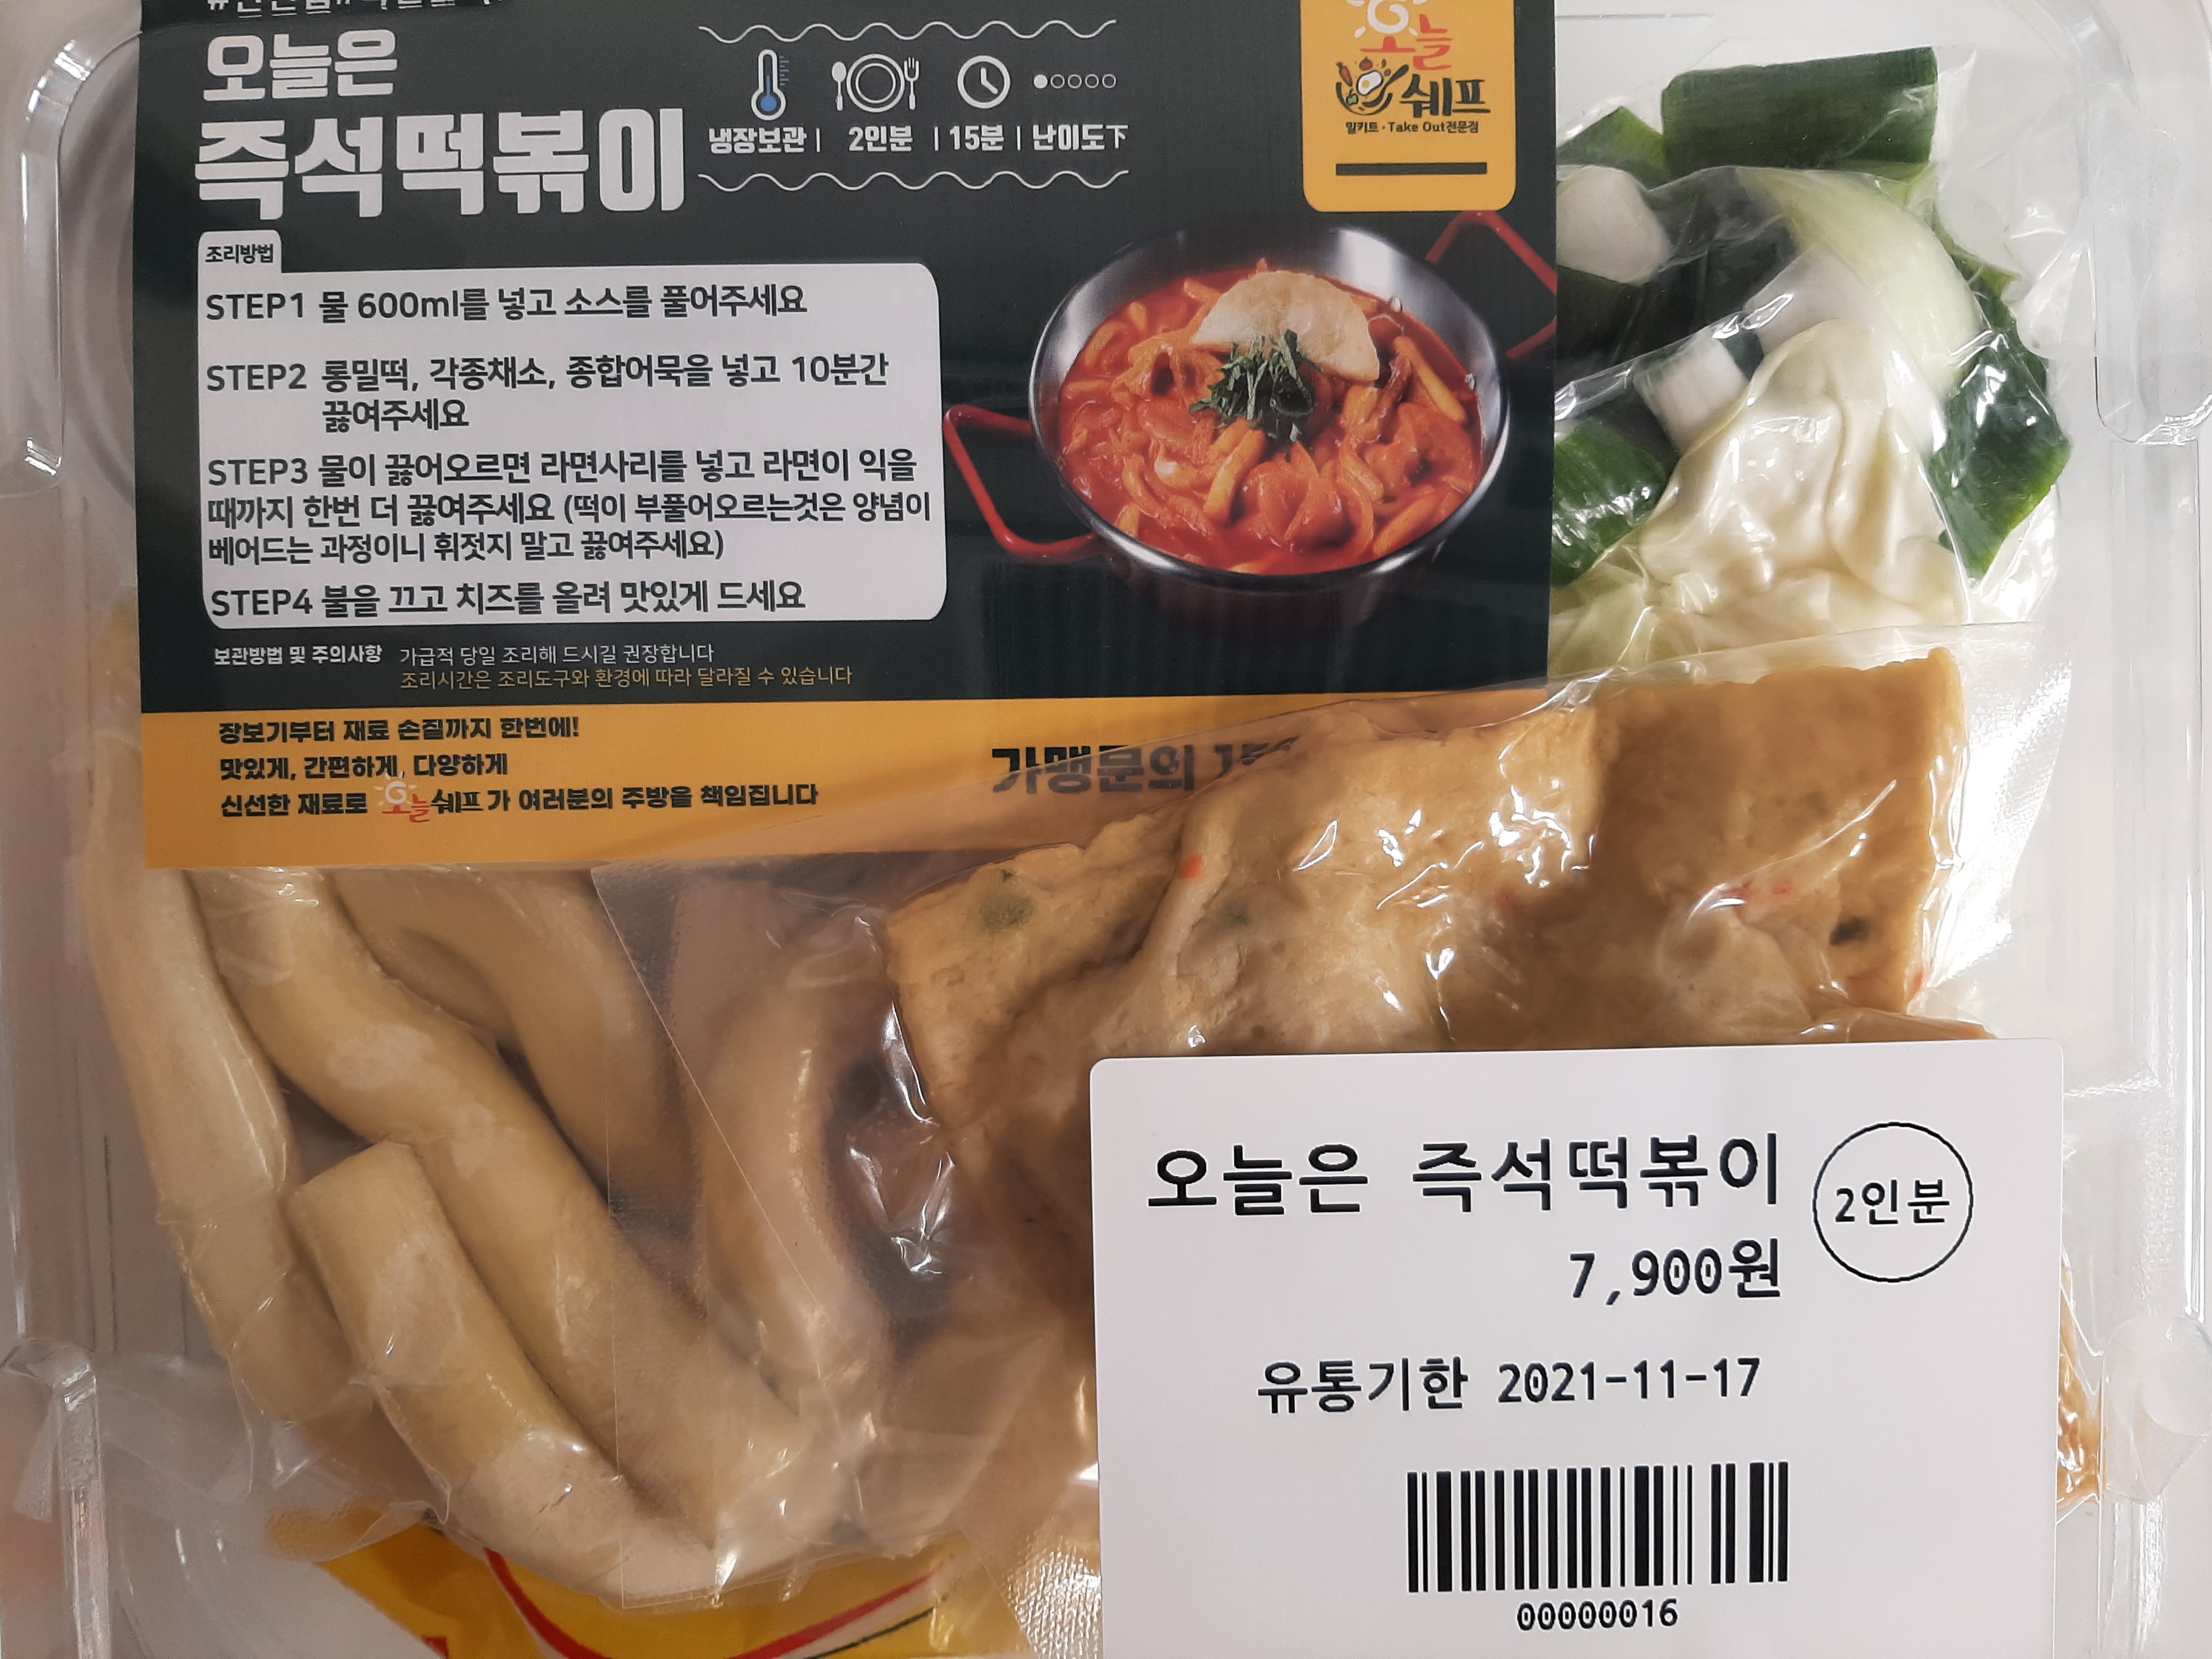 오늘은
즉석떡볶이
냉장보관 | 2인분 | 15분 | 난이도下
오늘
쉐프
밀키트·Take Out전문점
조리방법
STEP1 물 600ml를 넣고 소스를 풀어주세요
STEP2 롱밀떡, 각종채소, 종합어묵을 넣고 10분간
끓여주세요
STEP3 물이 끓어오르면 라면사리를 넣고 라면이 익을
때까지 한번 더 끓여주세요 (떡이 부풀어오르는것은 양념이
베어드는 과정이니 휘젓지 말고 끓여주세요)
STEP4 불을 끄고 치즈를 올려 맛있게 드세요
보관방법 및 주의사항 가급적 당일 조리해 드시길 권장합니다
조리시간은 조리도구와 환경에 따라 달라질 수 있습니다
장보기부터 재료 손질까지 한번에!
맛있게, 간편하게, 다양하게
신선한 재료로 오늘쉐프가 여러분의 주방을 책임집니다
가맹문의
오늘은 즉석떡볶이
2인분
7,900원
유통기한 2021-11-17
00000016